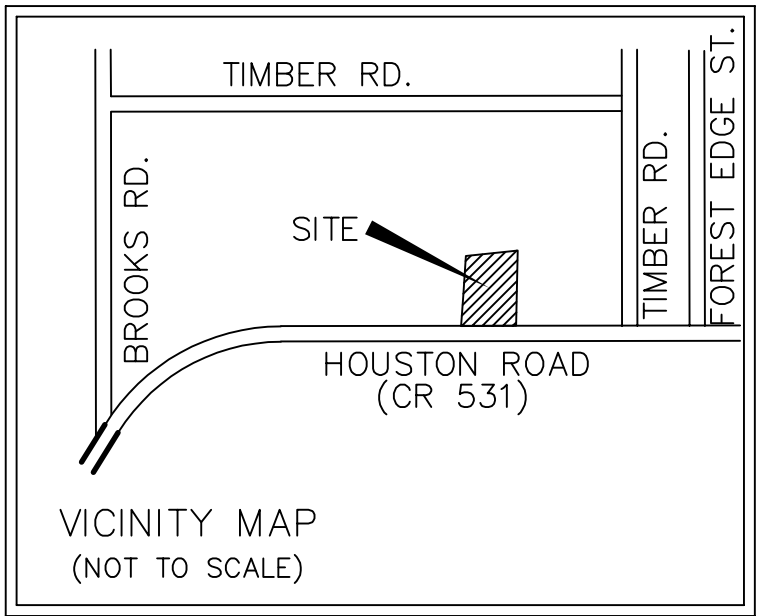 TIMBER RD.
BROOKS RD.
SITE
TIMBER RD.
FOREST EDGE ST.
HOUSTON ROAD
(CR 531)
VICINITY MAP
(NOT TO SCALE)